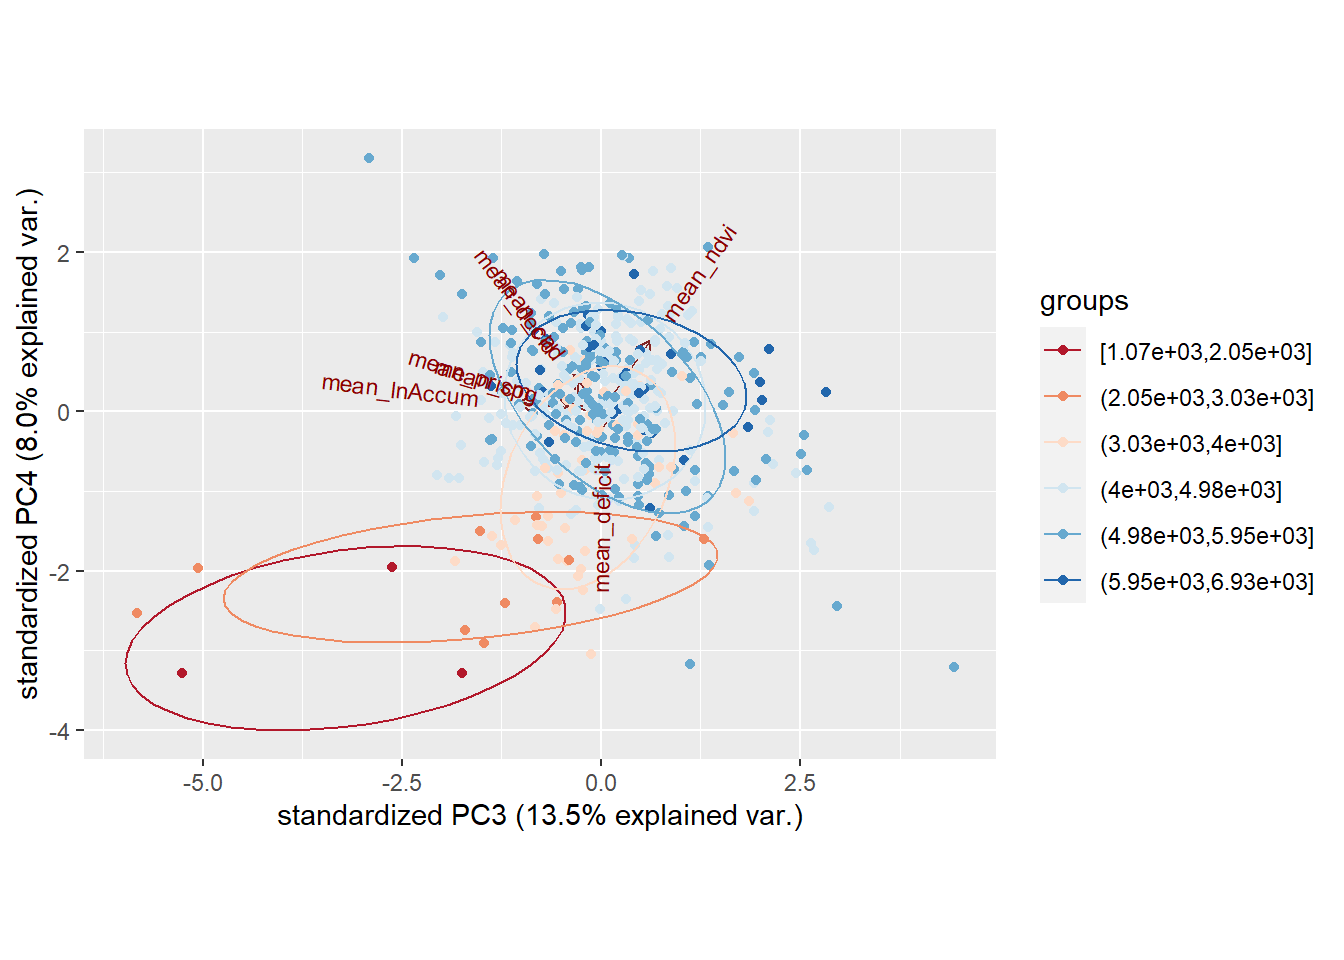 standardized PC4 (8.0% explained var.)
2
0
-2
-4
mean_ndvi
mean_lnAccum
mean_deficit
-5.0
-2.5
0.0
2.5
standardized PC3 (13.5% explained var.)
groups
[1.07e+03,2.05e+03]
(2.05e+03,3.03e+03]
(3.03e+03,4e+03]
(4e+03,4.98e+03]
(4.98e+03,5.95e+03]
(5.95e+03,6.93e+03]